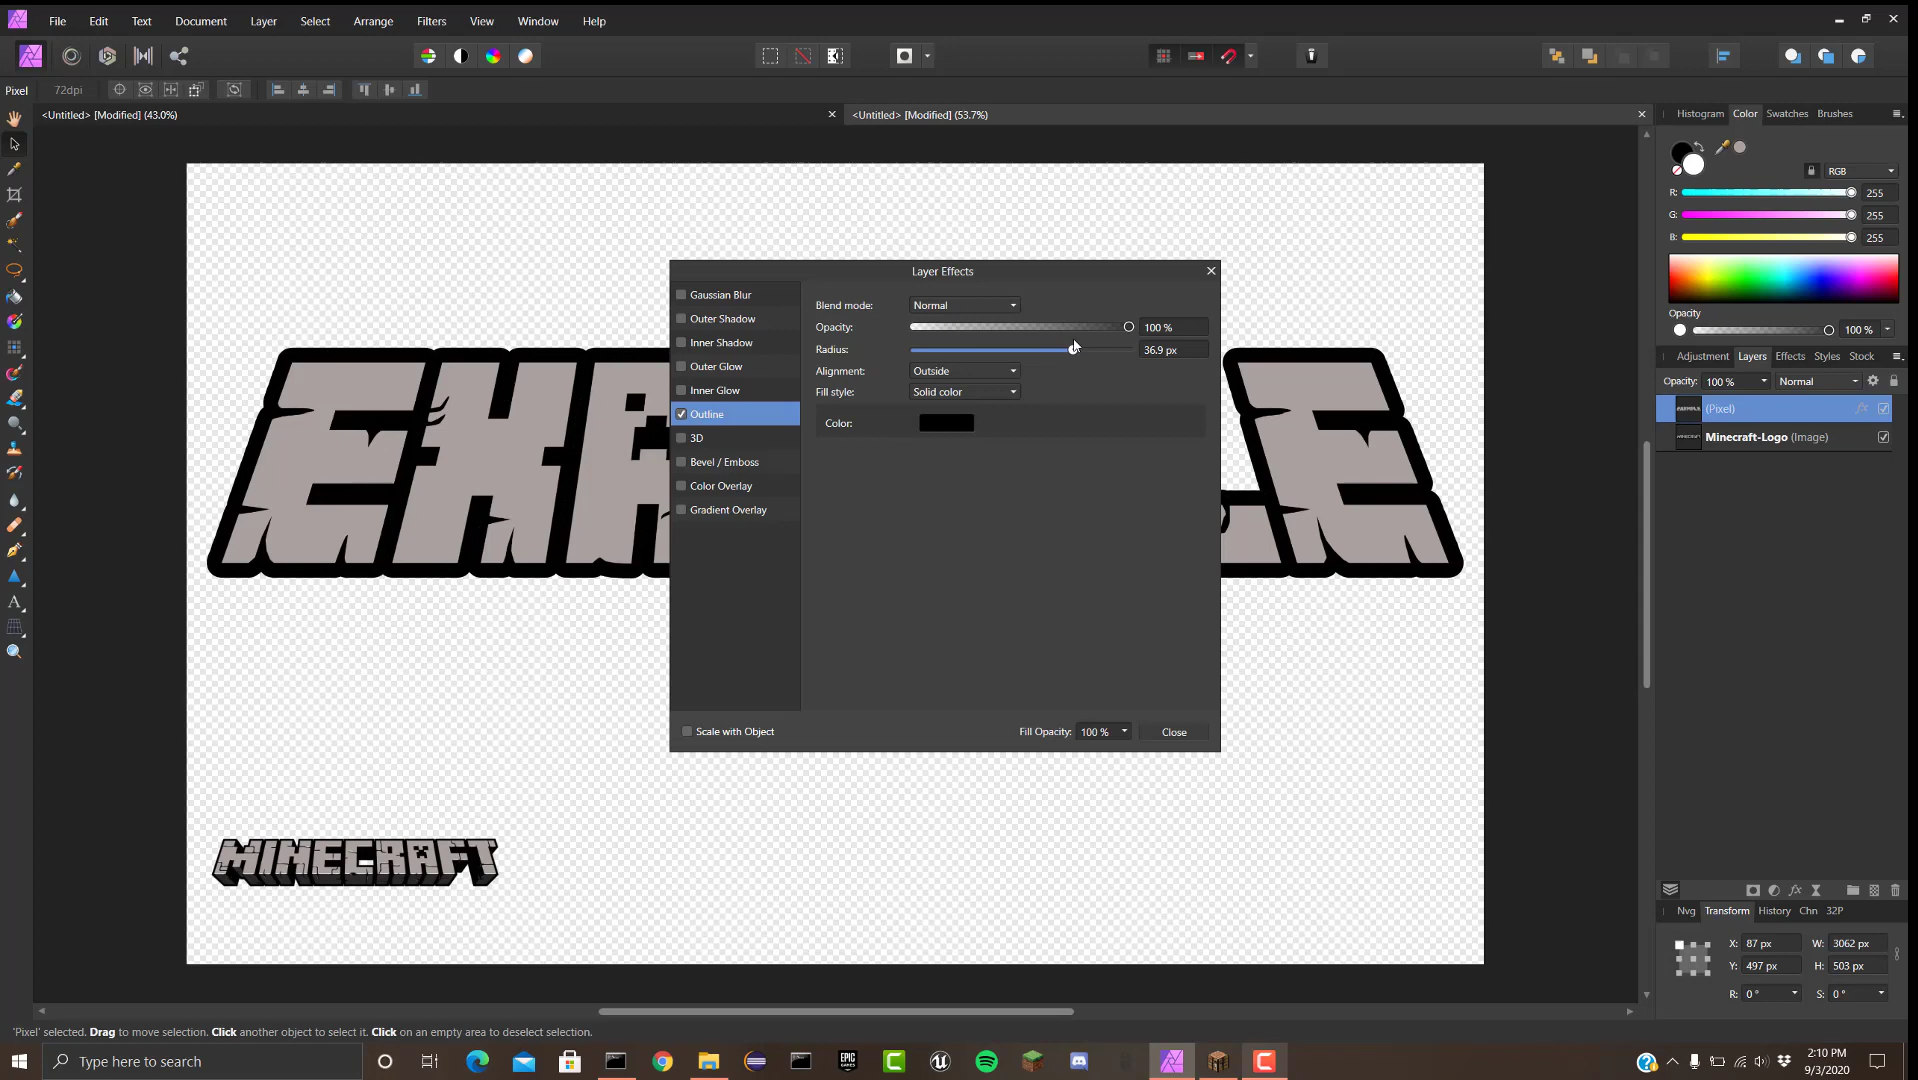 File Edit Text Document Layer Select Arrange Filters View Window Help
Pixel 72dpi
<Untitled> [Modified] (43.0%)
<Untitled> [Modified] (53.7%)
Histogram Color Swatches Brushes
RGB
R: 255
G: 255
B: 255
Opacity
100 %
Adjustment Layers Effects Styles Stock
Opacity: 100 % Normal
(Pixel)
Minecraft-Logo (Image)
Layer Effects
Gaussian Blur
Outer Shadow
Inner Shadow
Outer Glow
Inner Glow
Outline
3D
Bevel / Emboss
Color Overlay
Gradient Overlay
Blend mode: Normal
Opacity: 100 %
Radius: 36.9 px
Alignment: Outside
Fill style: Solid color
Color:
Scale with Object
Fill Opacity: 100 %
Close
MINECRAFT
Nvg Transform History Chn 32P
X: 87 px W: 3062 px
Y: 497 px H: 503 px
R: 0 ° S: 0 °
'Pixel' selected. Drag to move selection. Click another object to select it. Click on an empty area to deselect selection.
Type here to search
EPIC GAMES
2:10 PM
9/3/2020